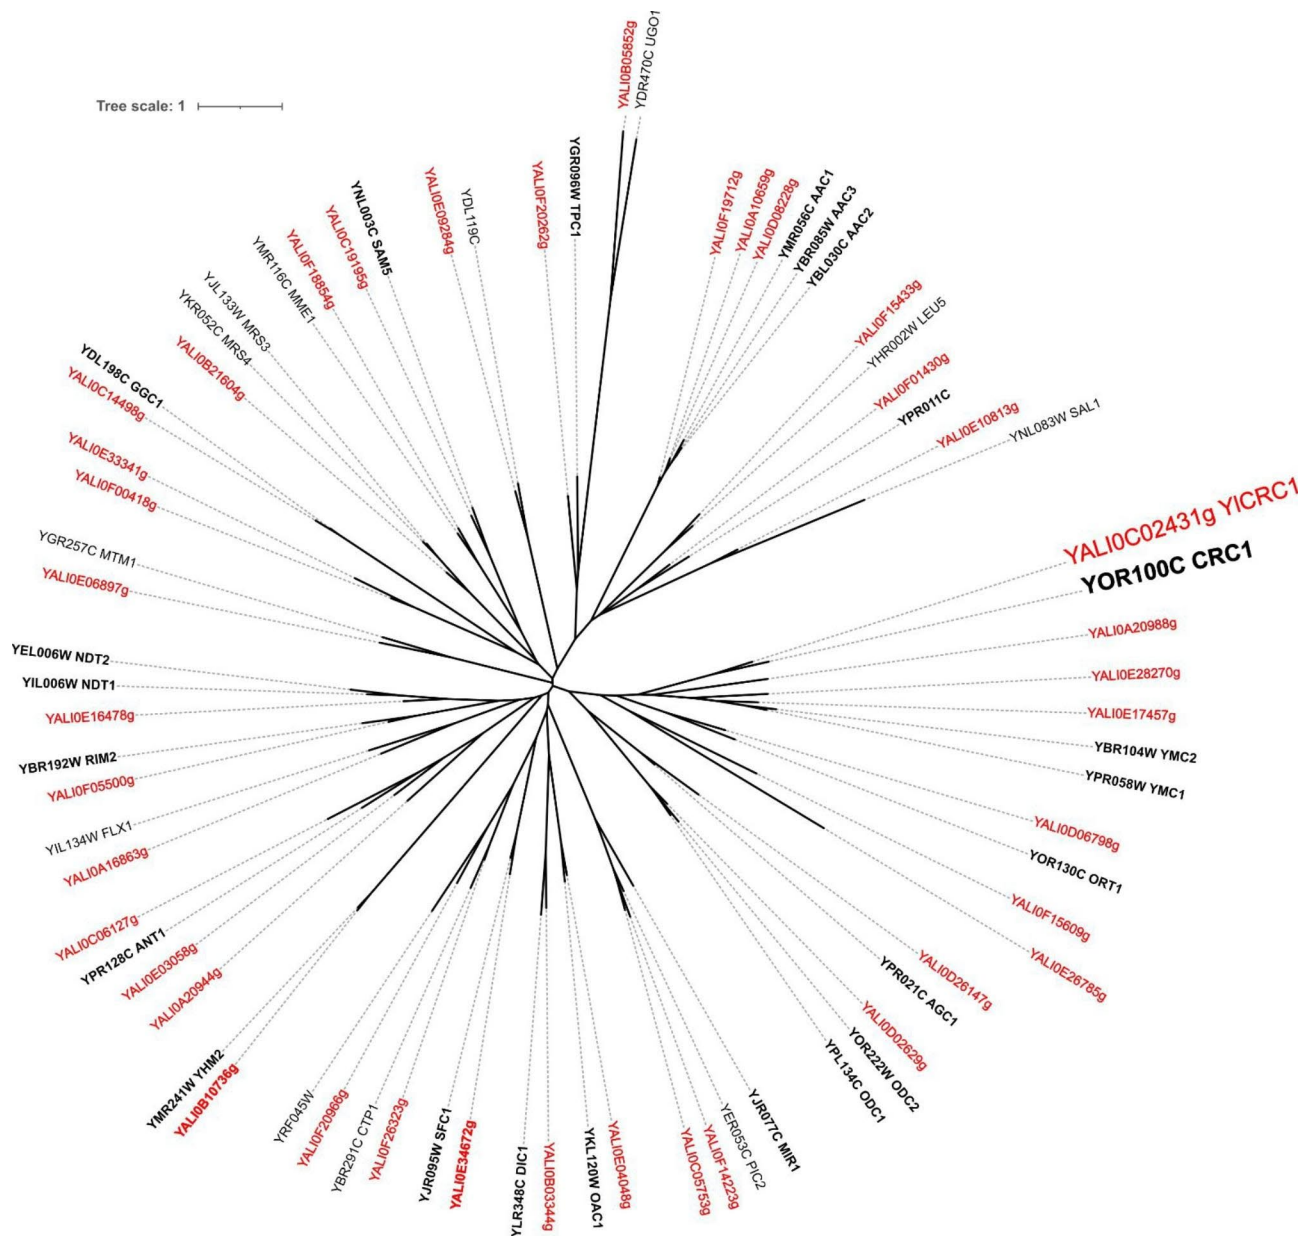 Tree scale: 1
YALI0B05852g
YDR470C UGO1
YALI0F19712g
YALI0A10659g
YALI0D08228g
YMR056C AAC1
YBR085W AAC3
YBL030C AAC2
YALI0F15433g
YHR002W LEU5
YALI0F01430g
YPR011C
YALI0E10813g
YNL083W SAL1
YALI0C02431g YlCRC1
YOR100C CRC1
YALI0A20988g
YALI0E28270g
YALI0E17457g
YBR104W YMC2
YPR058W YMC1
YALI0D06798g
YOR130C ORT1
YALI0F15609g
YALI0E26785g
YALI0D26147g
YPR021C AGC1
YALI0D02629g
YOR222W ODC2
YPL134C ODC1
YJR077C MIR1
YER053C PIC2
YALI0F14223g
YALI0C05753g
YALI0E04048g
YKL120W OAC1
YALI0B03344g
YLR348C DIC1
YALI0E34672g
YJR095W SFC1
YALI0F26323g
YBR291C CTP1
YALI0F20966g
YRF045W
YALI0B10736g
YMR241W YHM2
YALI0A20944g
YALI0E03058g
YPR128C ANT1
YALI0C06127g
YALI0A16863g
YIL134W FLX1
YALI0F05500g
YBR192W RIM2
YALI0E16478g
YIL006W NDT1
YEL006W NDT2
YALI0E06897g
YGR257C MTM1
YALI0F00418g
YALI0E33341g
YALI0C14498g
YDL198C GGC1
YALI0B21604g
YKR052C MRS4
YJL133W MRS3
YMR116C MME1
YALI0F18854g
YALI0C19195g
YNL003C SAM5
YALI0E09284g
YDL119C
YALI0F20262g
YGR096W TPC1